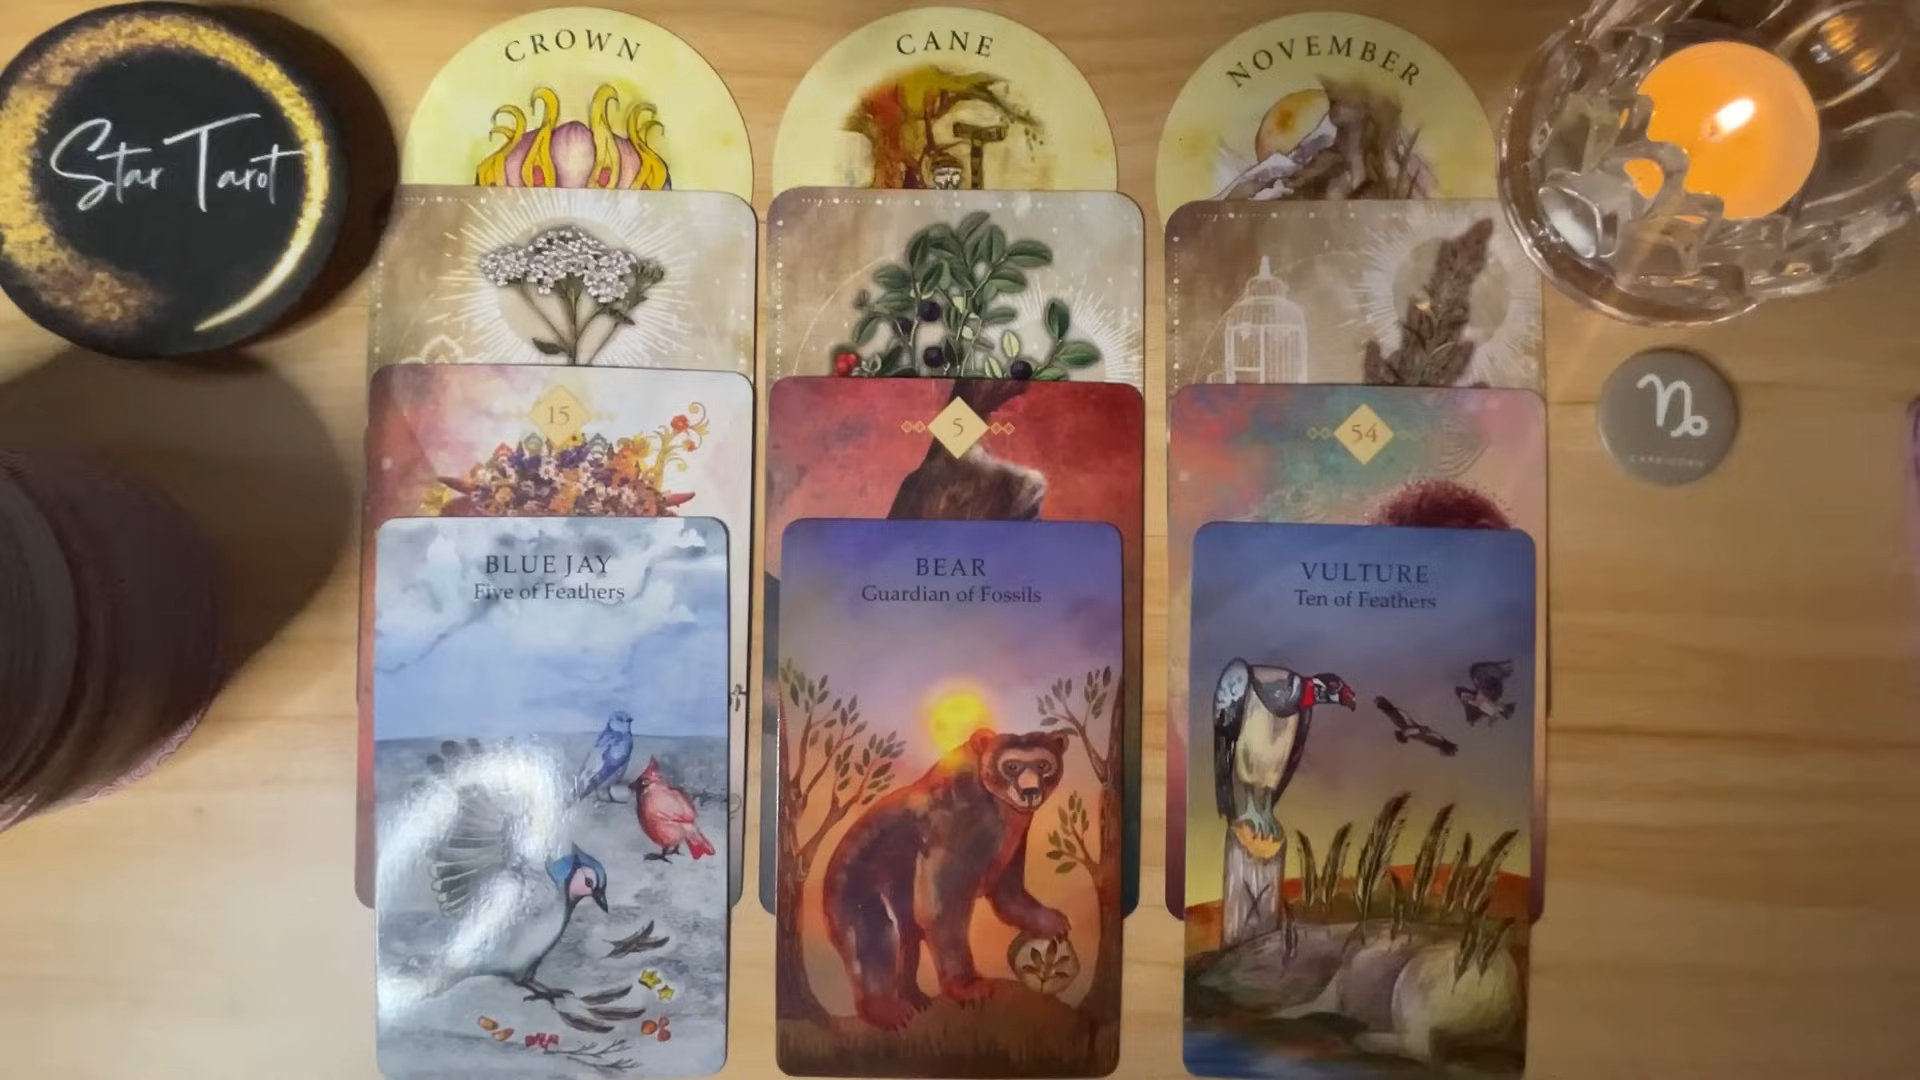 Star Tarot
CROWN
CANE
NOVEMBER
CAPRICORN
15
5
54
BLUE JAY
Five of Feathers
BEAR
Guardian of Fossils
VULTURE
Ten of Feathers